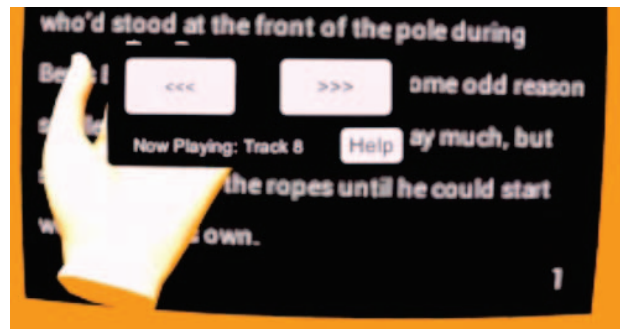 who'd stood at the front of the pole during
<<< >>> ome odd reason
Now Playing: Track 8 Help ay much, but
the ropes until he could start
own.
1